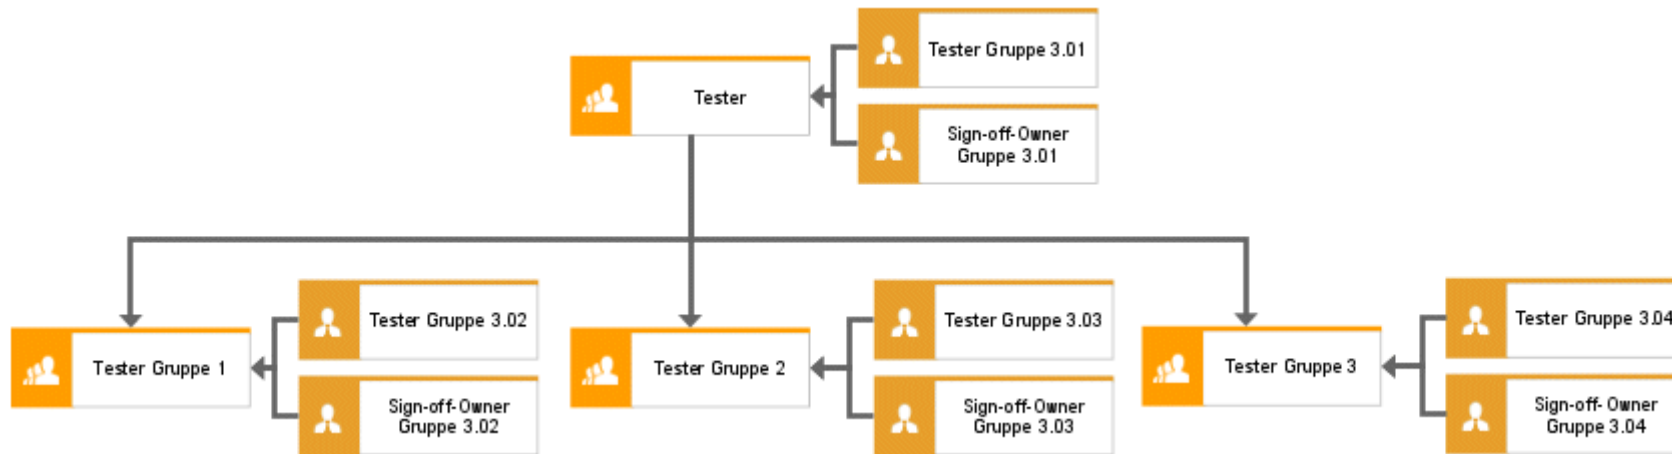 Tester Gruppe 3.01
Tester
Sign-off-Owner
Gruppe 3.01
Tester Gruppe 3.02
Tester Gruppe 1
Sign-off-Owner
Gruppe 3.02
Tester Gruppe 3.03
Tester Gruppe 2
Sign-off-Owner
Gruppe 3.03
Tester Gruppe 3.04
Tester Gruppe 3
Sign-off-Owner
Gruppe 3.04